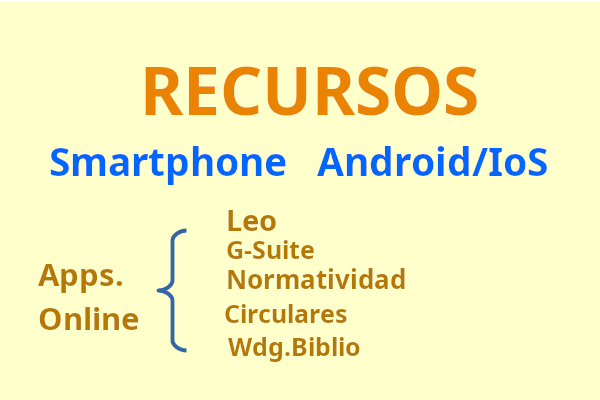 RECURSOS
Smartphone Android/IoS
Apps.
Online
Leo
G-Suite
Normatividad
Circulares
Wdg.Biblio